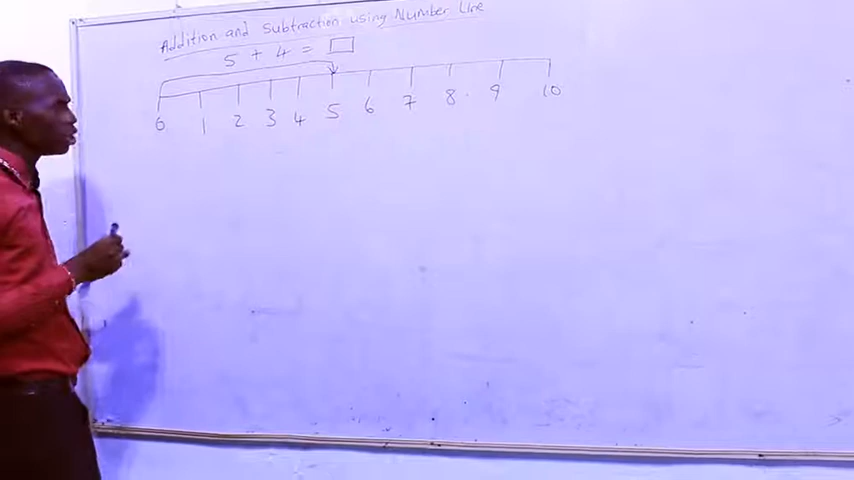 Addition and Subtraction using Number Line
5 + 4 = □
0 1 2 3 4 5 6 7 8 9 10